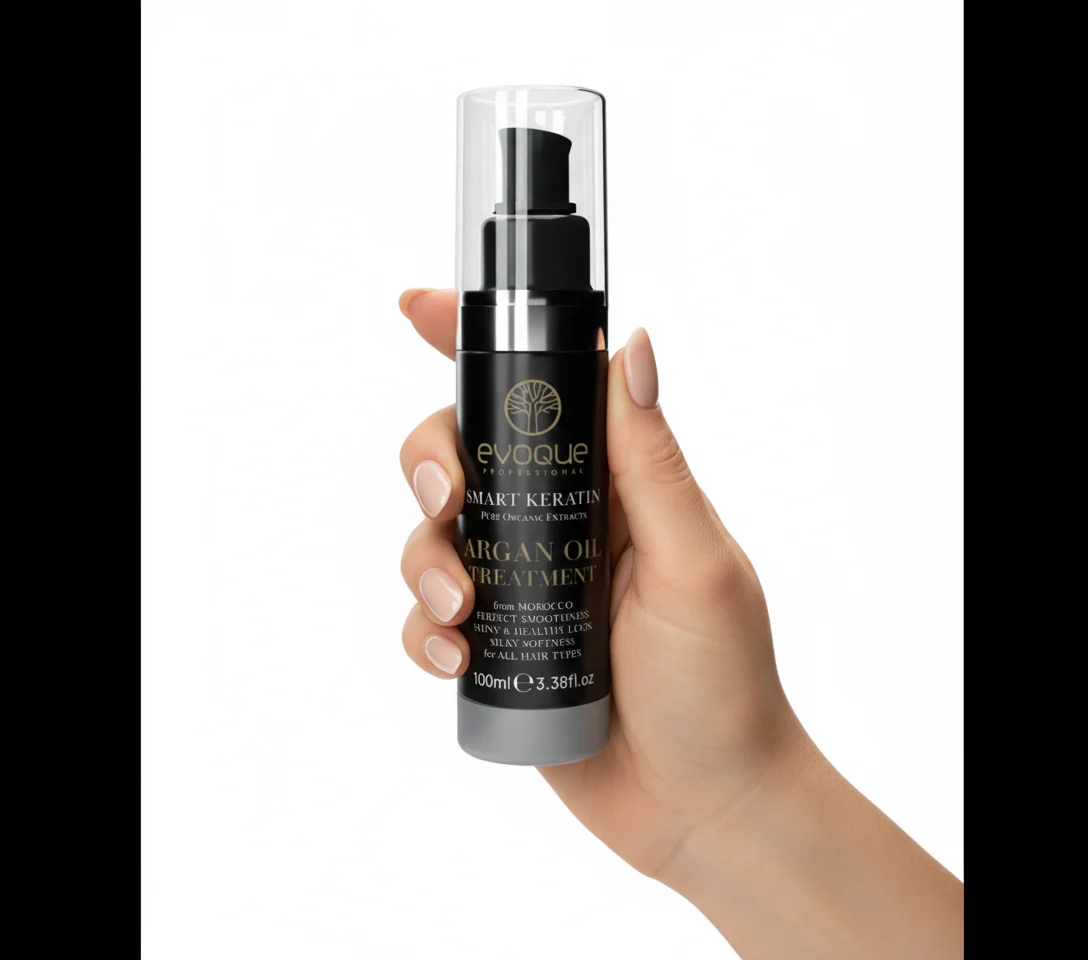 evoque
PROFESSIONAL
SMART KERATIN
PURE ORGANIC EXTRACTS
ARGAN OIL
TREATMENT
from MOROCCO
PERFECT SMOOTHNESS
SHINY & HEALTHY LOOK
SILKY SOFTNESS
for ALL HAIR TYPES
100ml ℮ 3.38fl.oz